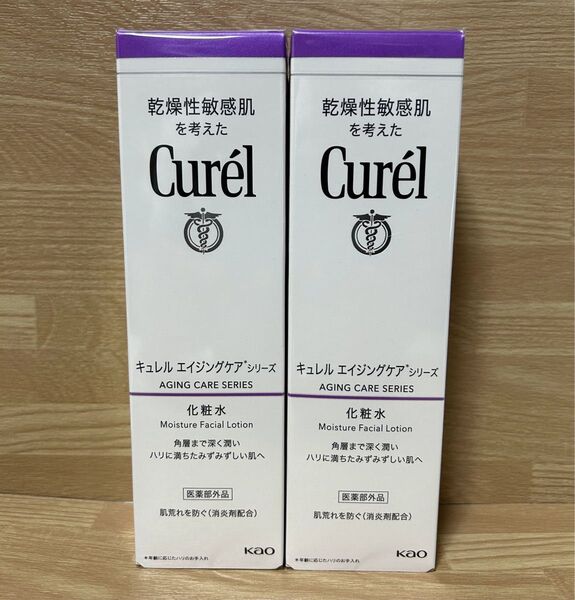 乾燥性敏感肌
を考えた
Curél
キュレル エイジングケア*シリーズ
AGING CARE SERIES
化粧水
Moisture Facial Lotion
角層まで深く潤い
ハリに満ちたみずみずしい肌へ
医薬部外品
肌荒れを防ぐ(消炎剤配合)
Kao
*年齢に応じたハリのお手入れ
乾燥性敏感肌
を考えた
Curél
キュレル エイジングケア*シリーズ
AGING CARE SERIES
化粧水
Moisture Facial Lotion
角層まで深く潤い
ハリに満ちたみずみずしい肌へ
医薬部外品
肌荒れを防ぐ(消炎剤配合)
Kao
*年齢に応じたハリのお手入れ